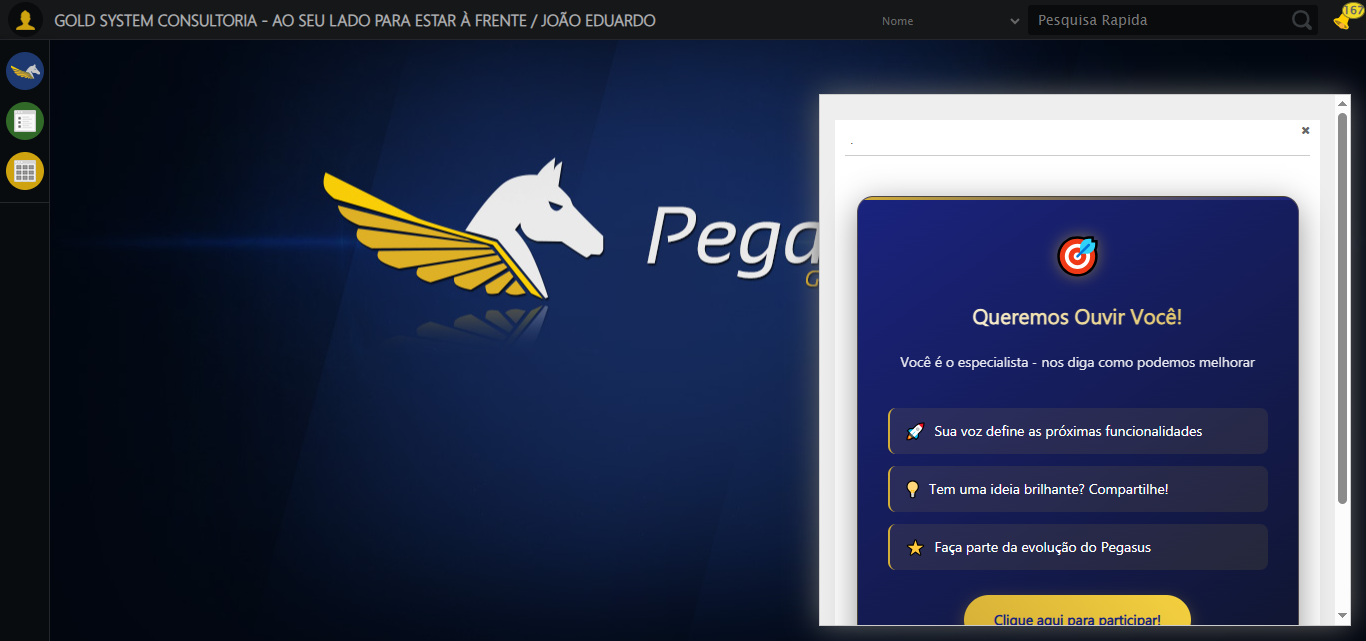 GOLD SYSTEM CONSULTORIA - AO SEU LADO PARA ESTAR À FRENTE / JOÃO EDUARDO
Nome
Pesquisa Rapida
167
Pega
G
.
Queremos Ouvir Você!
Você é o especialista - nos diga como podemos melhorar
Sua voz define as próximas funcionalidades
Tem uma ideia brilhante? Compartilhe!
Faça parte da evolução do Pegasus
Clique aqui para participar!